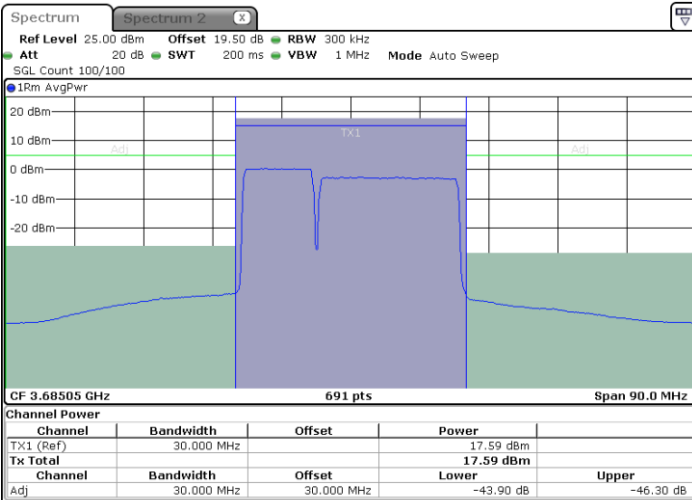 Spectrum Spectrum 2 X
Ref Level 25.00 dBm Offset 19.50 dB RBW 300 kHz
Att 20 dB SWT 200 ms VBW 1 MHz Mode Auto Sweep
SGL Count 100/100
1Rm AvgPwr
20 dBm
TX1
10 dBm
Adj Adj
0 dBm
-10 dBm
-20 dBm
CF 3.68505 GHz 691 pts Span 90.0 MHz
Channel Power
Channel Bandwidth Offset Power
TX1 (Ref) 30.000 MHz 17.59 dBm
Tx Total 17.59 dBm
Channel Bandwidth Offset Lower Upper
Adj 30.000 MHz 30.000 MHz -43.90 dB -46.30 dB